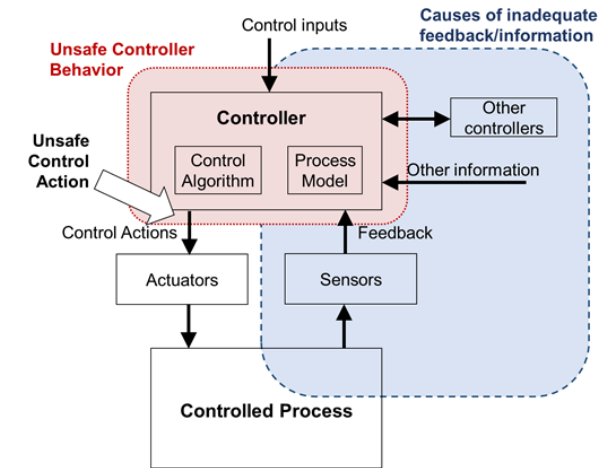 Control inputs
Causes of inadequate
feedback/information
Unsafe Controller
Behavior
Controller
Other
controllers
Unsafe
Control
Action
Control
Algorithm
Process
Model
Other information
Control Actions
Feedback
Actuators
Sensors
Controlled Process